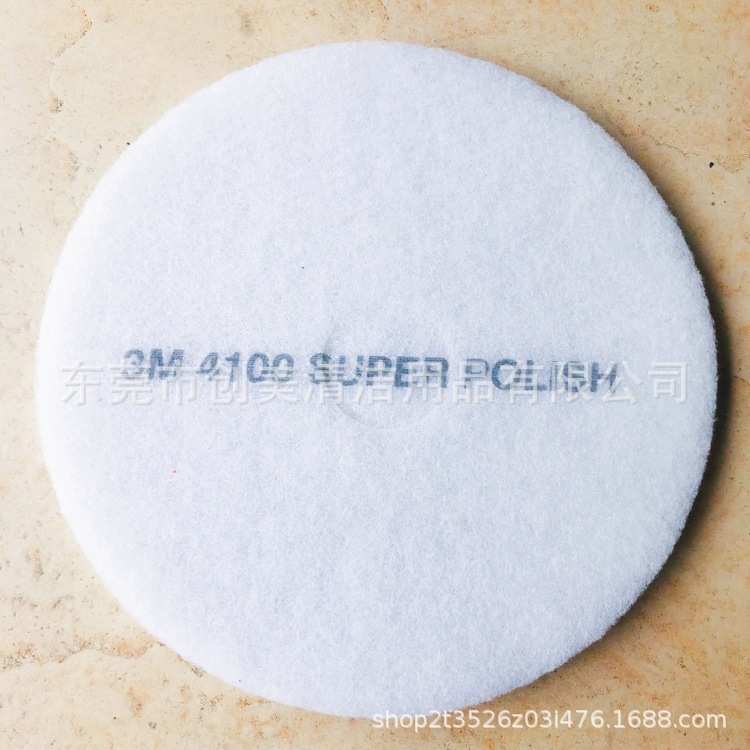 3M 4100 SUPER POLISH
东莞市创美清洁用品有限公司
shop2t3526z03l476.1688.com